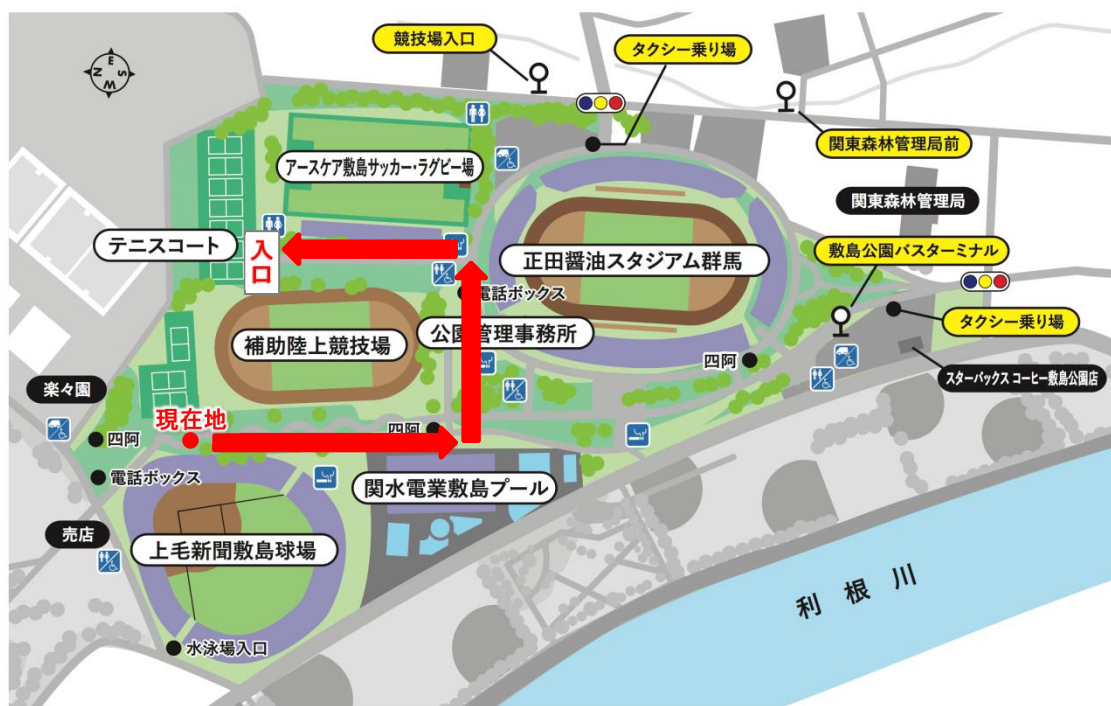 競技場入口
タクシー乗り場
E
N
S
W
関東森林管理局前
アースケア敷島サッカー・ラグビー場
関東森林管理局
テニスコート
入口
正田醤油スタジアム群馬
敷島公園バスターミナル
電話ボックス
タクシー乗り場
補助陸上競技場
公園管理事務所
四阿
スターバックス コーヒー敷島公園店
楽々園
現在地
四阿
四阿
電話ボックス
関水電業敷島プール
売店
上毛新聞敷島球場
利根川
水泳場入口